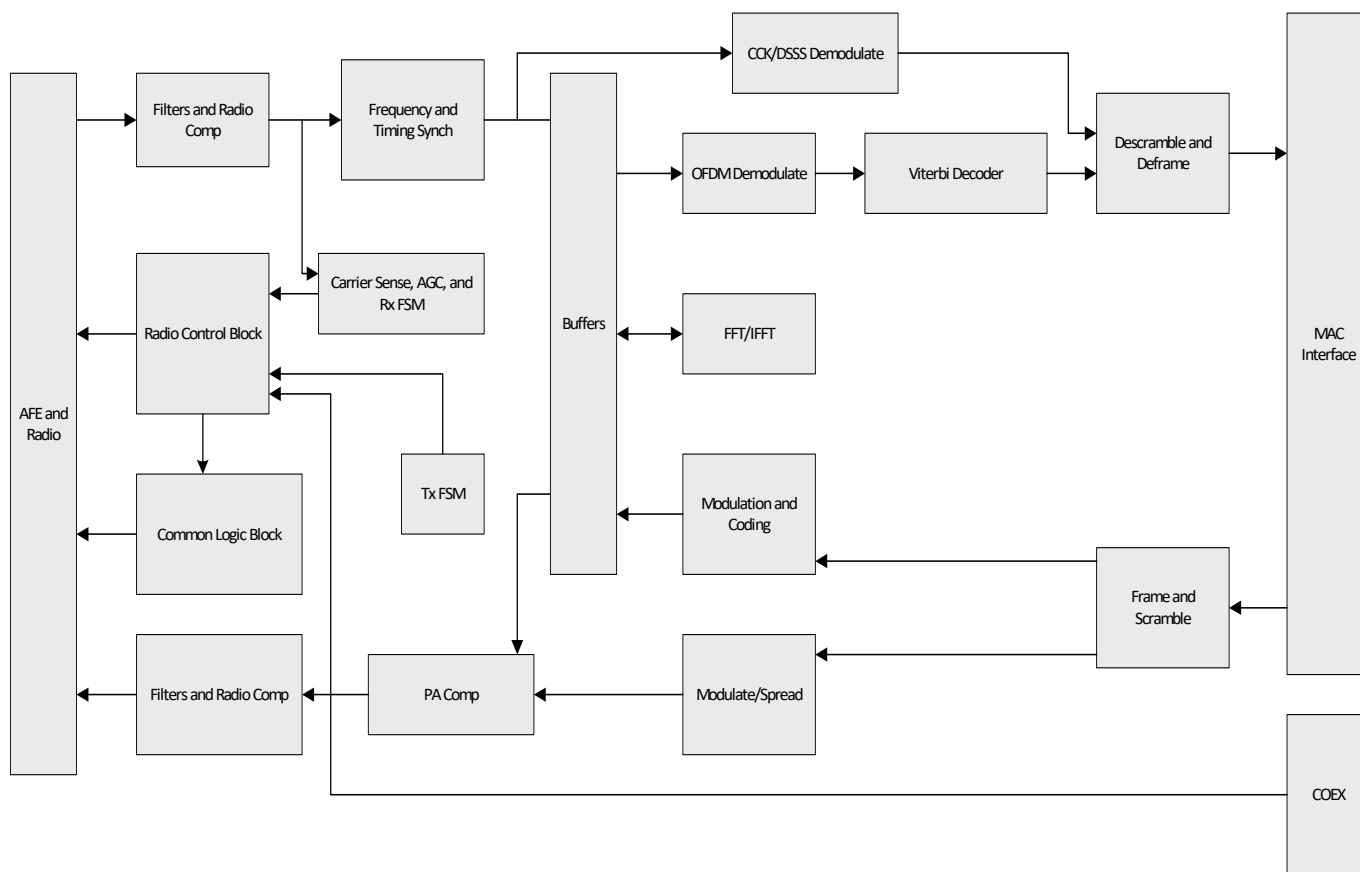 CCK/DSSS Demodulate
Filters and Radio
Comp
Frequency and
Timing Synch
Descramble and
Deframe
OFDM Demodulate
Viterbi Decoder
Carrier Sense, AGC, and
Rx FSM
Radio Control Block
Buffers
FFT/IFFT
MAC
Interface
AFE and
Radio
Tx FSM
Modulation and
Coding
Common Logic Block
Frame and
Scramble
Filters and Radio Comp
PA Comp
Modulate/Spread
COEX